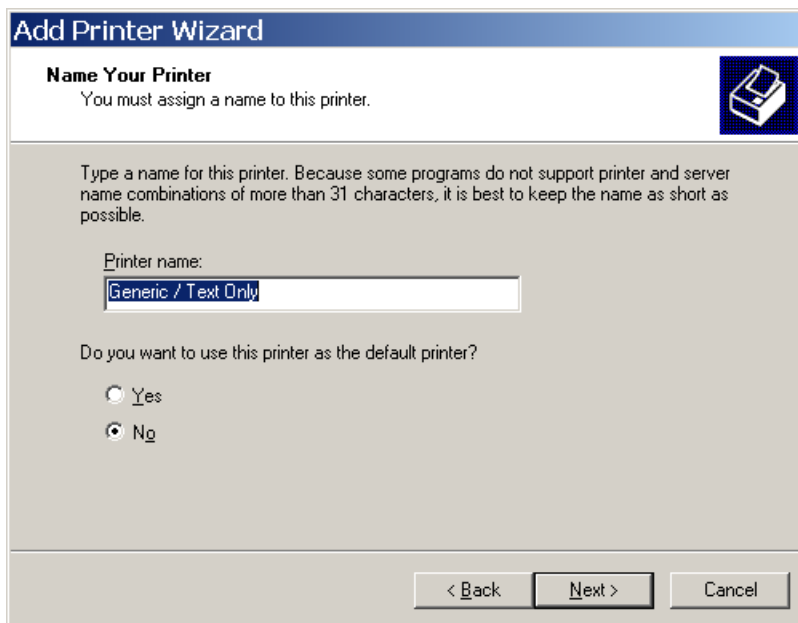 Add Printer Wizard
Name Your Printer
You must assign a name to this printer.
Type a name for this printer. Because some programs do not support printer and server
name combinations of more than 31 characters, it is best to keep the name as short as
possible.
Printer name:
Generic / Text Only
Do you want to use this printer as the default printer?
Yes
No
< Back
Next >
Cancel